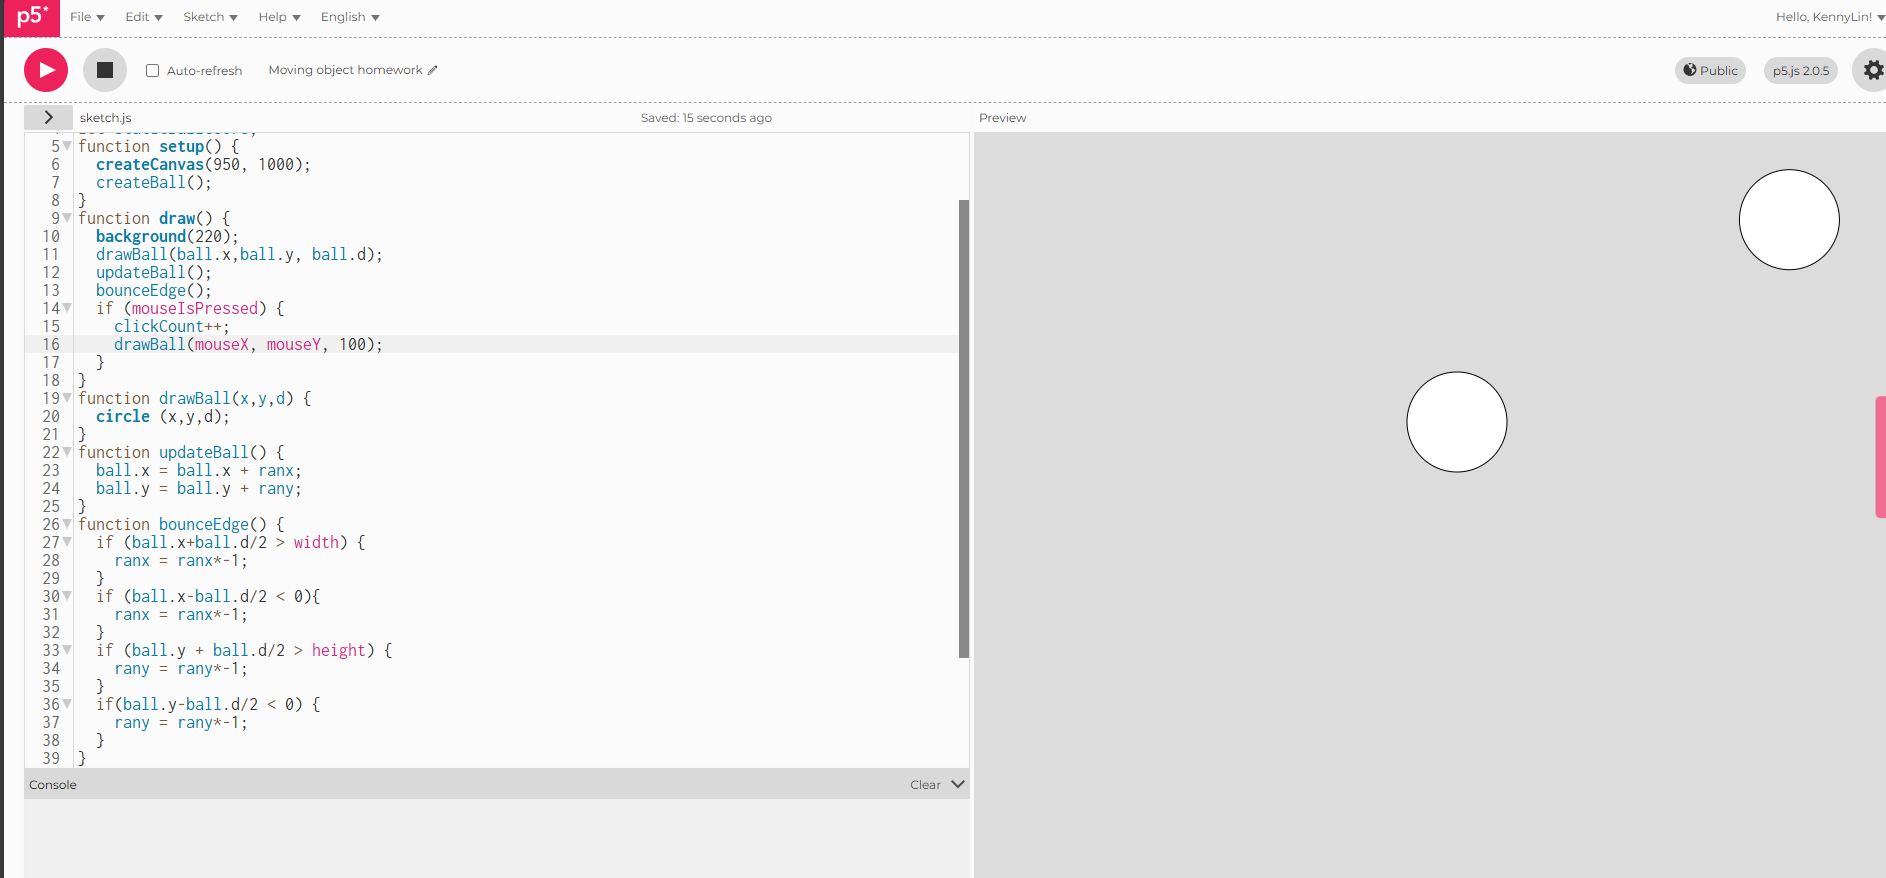 p5*
File Edit Sketch Help English Hello, KennyLin!
Auto-refresh Moving object homework Public p5.js 2.0.5
sketch.js Saved: 15 seconds ago Preview
5 function setup() {
6 createCanvas(950, 1000);
7 createBall();
8 }
9 function draw() {
10 background(220);
11 drawBall(ball.x,ball.y, ball.d);
12 updateBall();
13 bounceEdge();
14 if (mouseIsPressed) {
15 clickCount++;
16 drawBall(mouseX, mouseY, 100);
17 }
18 }
19 function drawBall(x,y,d) {
20 circle (x,y,d);
21 }
22 function updateBall() {
23 ball.x = ball.x + ranx;
24 ball.y = ball.y + rany;
25 }
26 function bounceEdge() {
27 if (ball.x+ball.d/2 > width) {
28 ranx = ranx*-1;
29 }
30 if (ball.x-ball.d/2 < 0){
31 ranx = ranx*-1;
32 }
33 if (ball.y + ball.d/2 > height) {
34 rany = rany*-1;
35 }
36 if(ball.y-ball.d/2 < 0) {
37 rany = rany*-1;
38 }
39 }
Console Clear